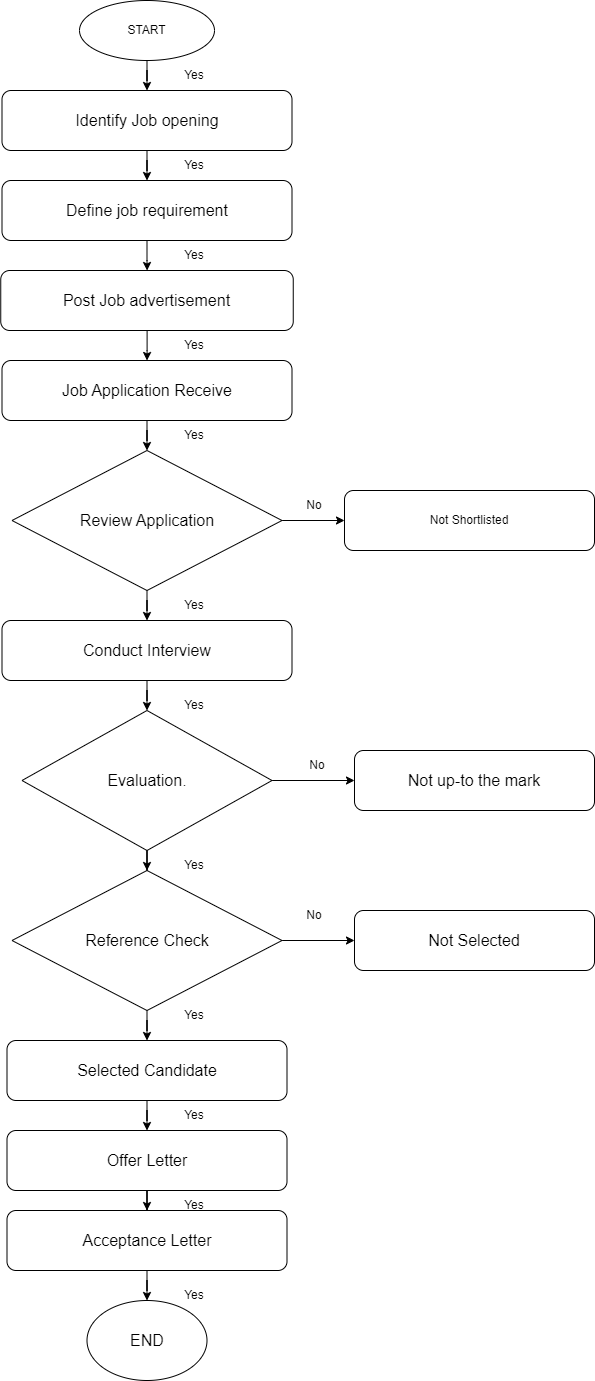 START
Yes
Identify Job opening
Yes
Define job requirement
Yes
Post Job advertisement
Yes
Job Application Receive
Yes
Review Application
No
Not Shortlisted
Yes
Conduct Interview
Yes
Evaluation.
No
Not up-to the mark
Yes
Reference Check
No
Not Selected
Yes
Selected Candidate
Yes
Offer Letter
Yes
Acceptance Letter
Yes
END